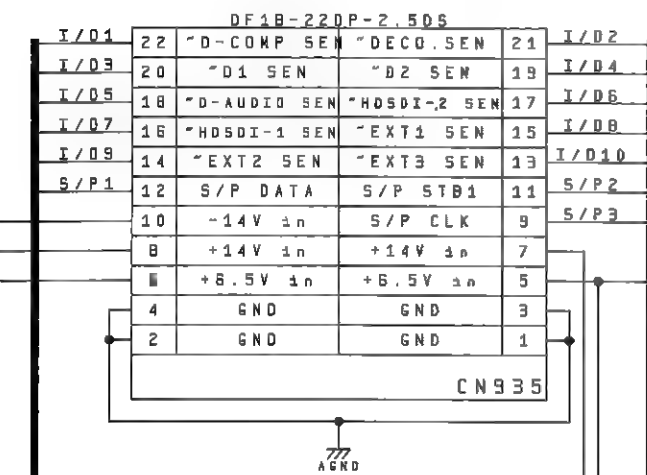 DF1B-22DP-2.5DS
I/O1 22 ~D-COMP SEN ~DECO.SEN 21 I/O2
I/O3 20 ~D1 SEN ~D2 SEN 19 I/O4
I/O5 18 ~D-AUDIO SEN ~HDSDI-2 SEN 17 I/O6
I/O7 16 ~HDSDI-1 SEN ~EXT1 SEN 15 I/O8
I/O9 14 ~EXT2 SEN ~EXT3 SEN 13 I/O10
S/P1 12 S/P DATA S/P STB1 11 S/P2
10 -14V in S/P CLK 9 S/P3
8 +14V in +14V in 7
6 +6.5V in +6.5V in 5
4 GND GND 3
2 GND GND 1
CN935
AGND